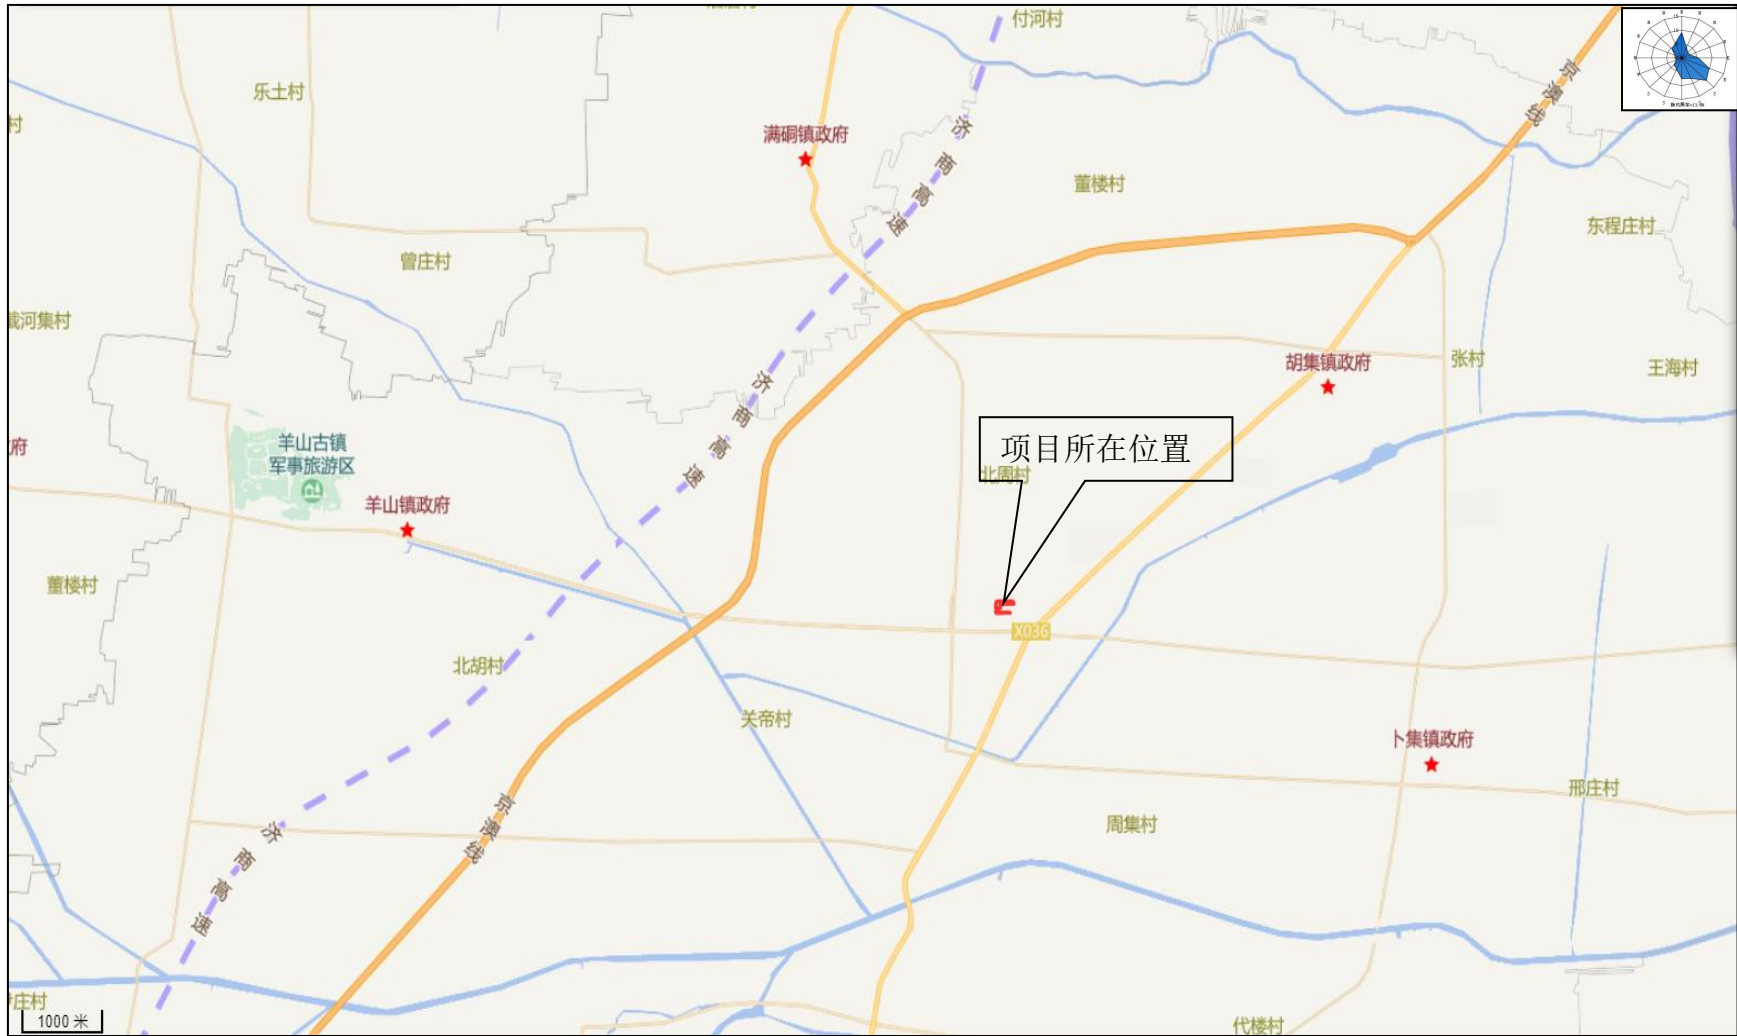 付河村
乐土村
村
满硐镇政府
济商高速
京澳线
董楼村
东程庄村
曾庄村
张村
王海村
胡集镇政府
济商高速
项目所在位置
北周村
羊山古镇
军事旅游区
府
羊山镇政府
董楼村
X036
北胡村
关帝村
卜集镇政府
邢庄村
京澳线
周集村
济商高速
庄村
1000 米
代楼村